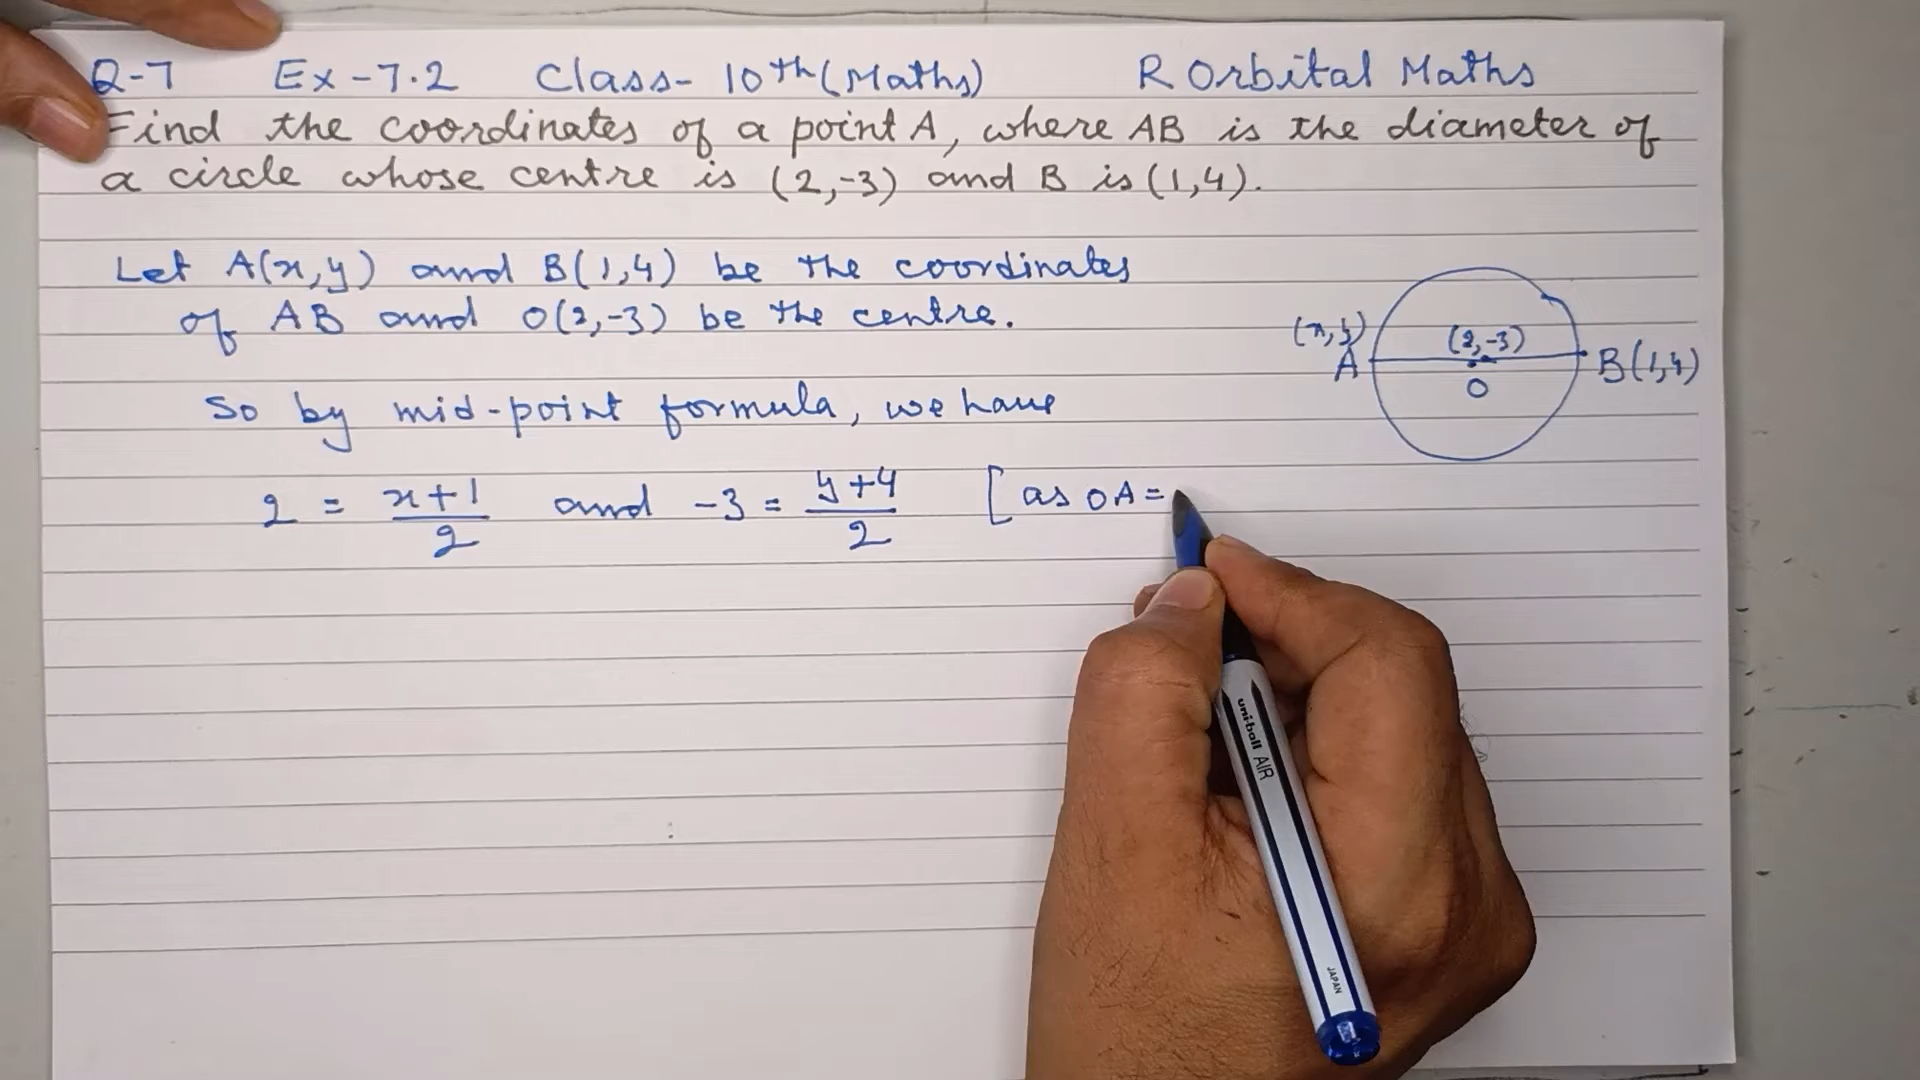 Q-7 Ex-7.2 Class- 10th (Maths) R Orbital Maths
Find the coordinates of a point A, where AB is the diameter of
a circle whose centre is (2,-3) and B is (1,4).
Let A(x,y) and B(1,4) be the coordinates
of AB and O(2,-3) be the centre.
(x,y) (2,-3)
A O B(1,4)
So by mid-point formula, we have
2 = x+1/2 and -3 = y+4/2 [as OA=
uni-ball AIR
JAPAN